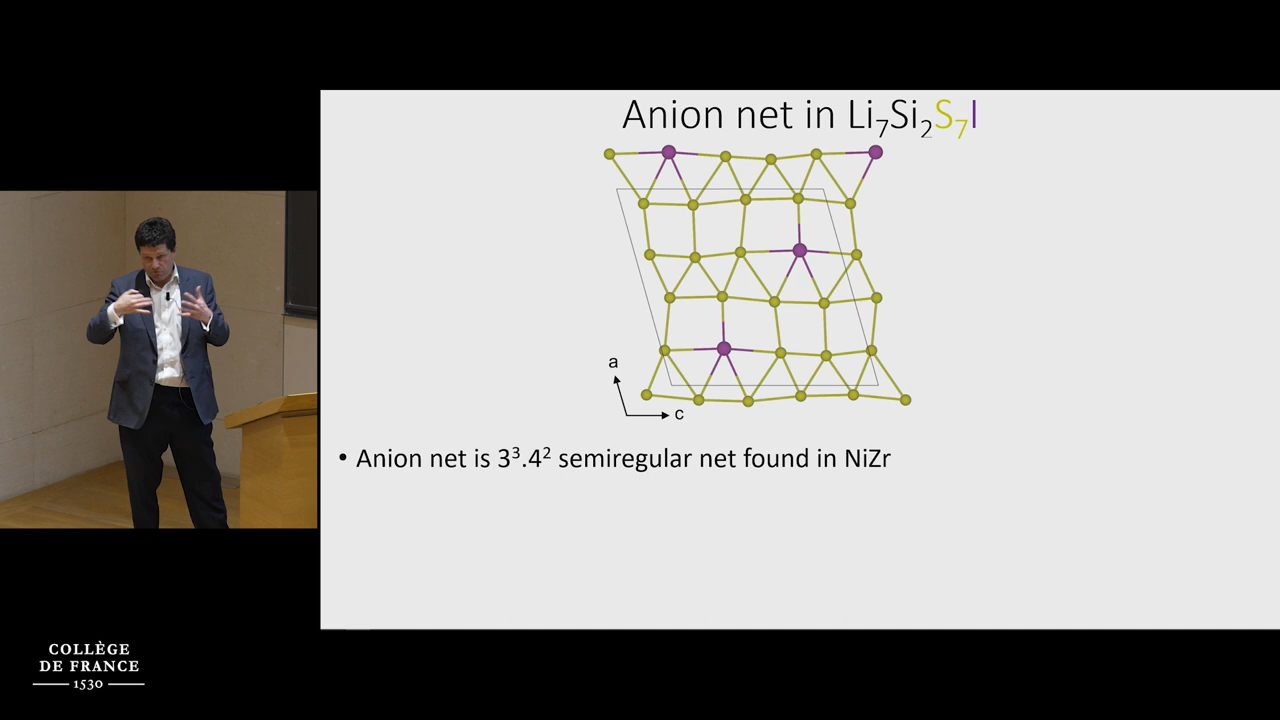 Anion net in Li₇Si₂S₇I
a
c
• Anion net is 3³.4² semiregular net found in NiZr
COLLÈGE
DE FRANCE
1530